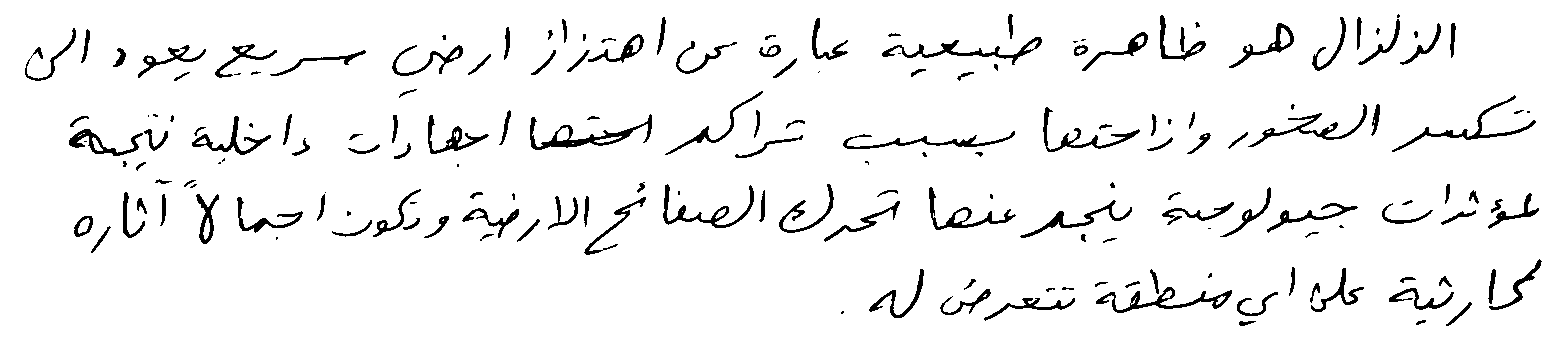 الزلزال هو ظاهرة طبيعية عبارة عن اهتزاز ارضي سريع يعود الى
تكسر الصخور وازاحتها بسبب تراكم اجهادات داخلية نتيجة
لمؤثرات جيولوجية ينجم عنها تحرك الصفائح الارضية وتكون اجمالاً آثاره
كارثية على اي منطقة تتعرض له .